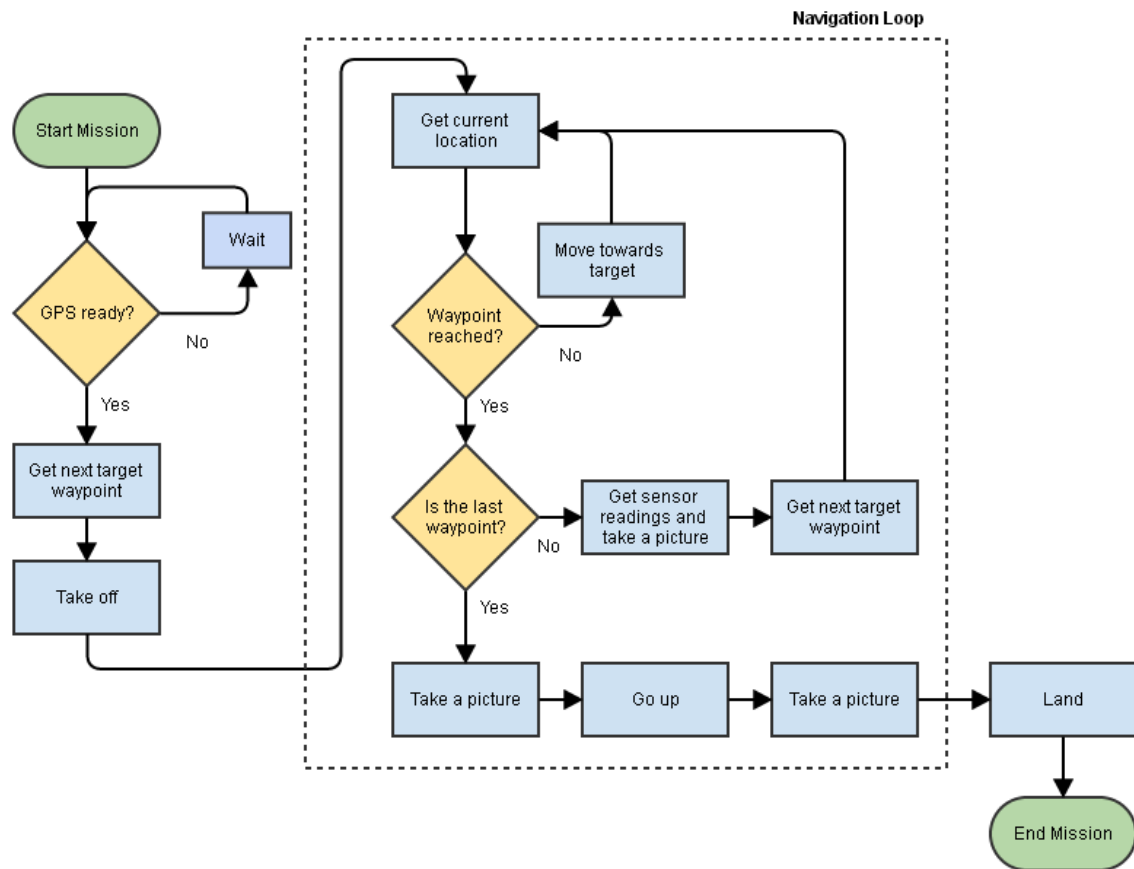 Navigation Loop
Start Mission
Wait
GPS ready?
No
Yes
Get next target
waypoint
Take off
Get current
location
Move towards
target
Waypoint
reached?
No
Yes
Is the last
waypoint?
No
Get sensor
readings and
take a picture
Get next target
waypoint
Yes
Take a picture
Go up
Take a picture
Land
End Mission